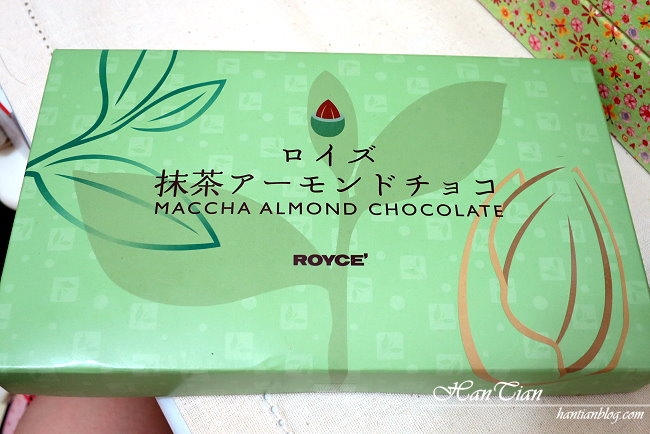 ロイズ
抹茶アーモンドチョコ
MACCHA ALMOND CHOCOLATE
ROYCE'
HanTian
hantianblog.com